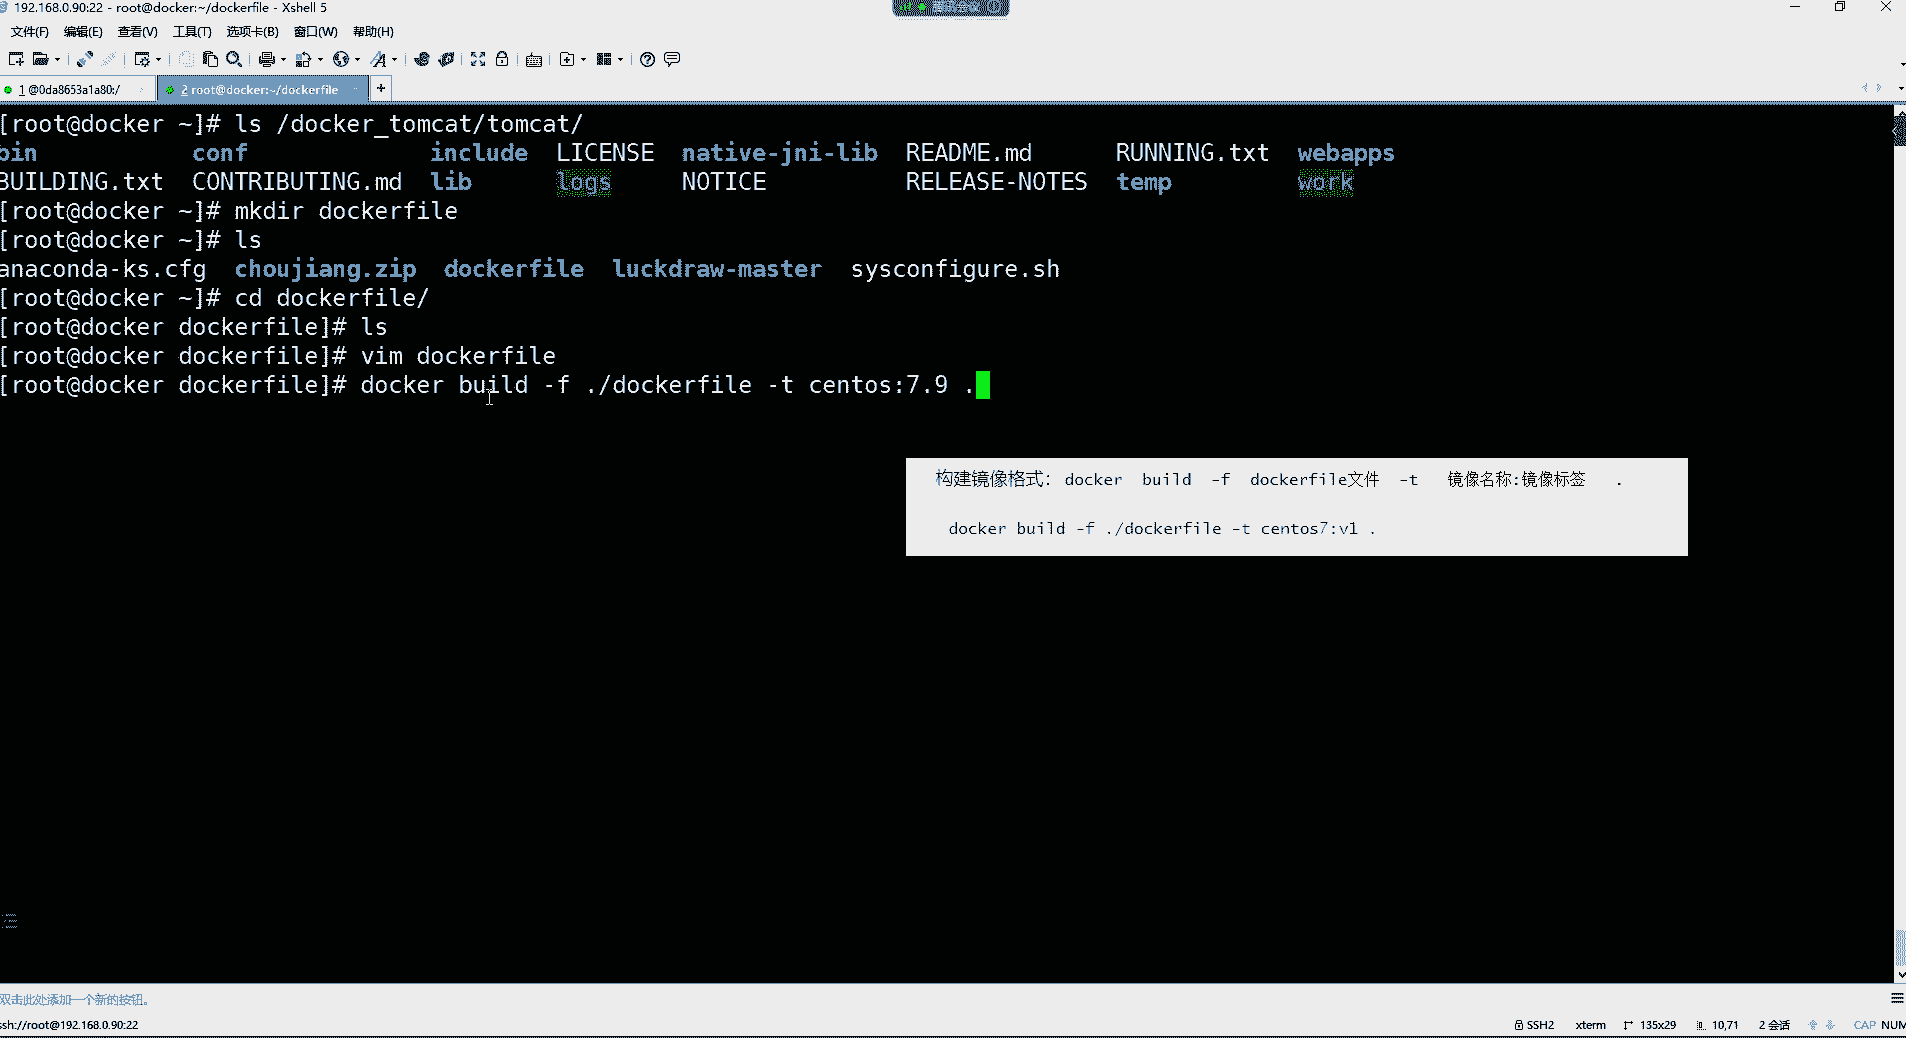 192.168.0.90:22 - root@docker:~/dockerfile - Xshell 5
文件(F) 编辑(E) 查看(V) 工具(T) 选项卡(B) 窗口(W) 帮助(H)
1 @0da8653a1a80:/ 2 root@docker:~/dockerfile +
[root@docker ~]# ls /docker_tomcat/tomcat/
bin conf include LICENSE native-jni-lib README.md RUNNING.txt webapps
BUILDING.txt CONTRIBUTING.md lib logs NOTICE RELEASE-NOTES temp work
[root@docker ~]# mkdir dockerfile
[root@docker ~]# ls
anaconda-ks.cfg choujiang.zip dockerfile luckdraw-master sysconfigure.sh
[root@docker ~]# cd dockerfile/
[root@docker dockerfile]# ls
[root@docker dockerfile]# vim dockerfile
[root@docker dockerfile]# docker build -f ./dockerfile -t centos:7.9 .
构建镜像格式：docker build -f dockerfile文件 -t 镜像名称:镜像标签 .
docker build -f ./dockerfile -t centos7:v1 .
双击此处添加一个新的按钮。
ssh://root@192.168.0.90:22 SSH2 xterm 135x29 10,71 2 会话 CAP NUM